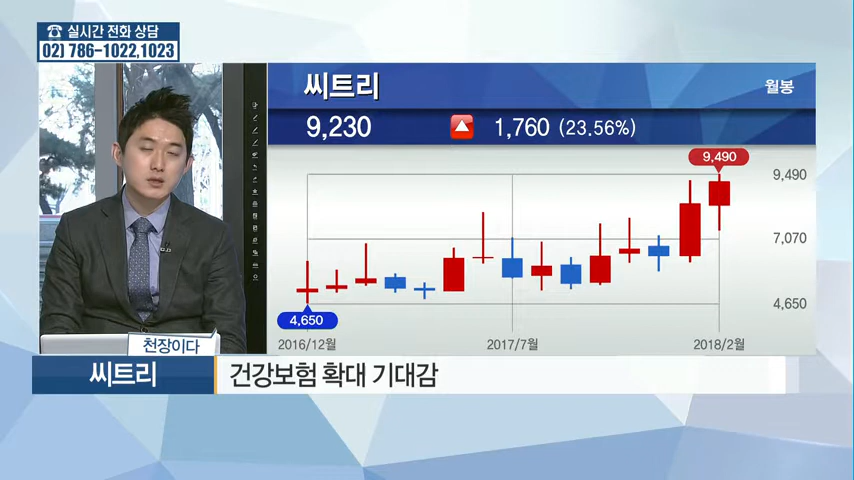 ☎ 실시간 전화 상담
02) 786-1022,1023
씨트리
월봉
9,230 1,760 (23.56%)
9,490
9,490
7,070
4,650
4,650
2016/12월 2017/7월 2018/2월
천장이다
씨트리
건강보험 확대 기대감